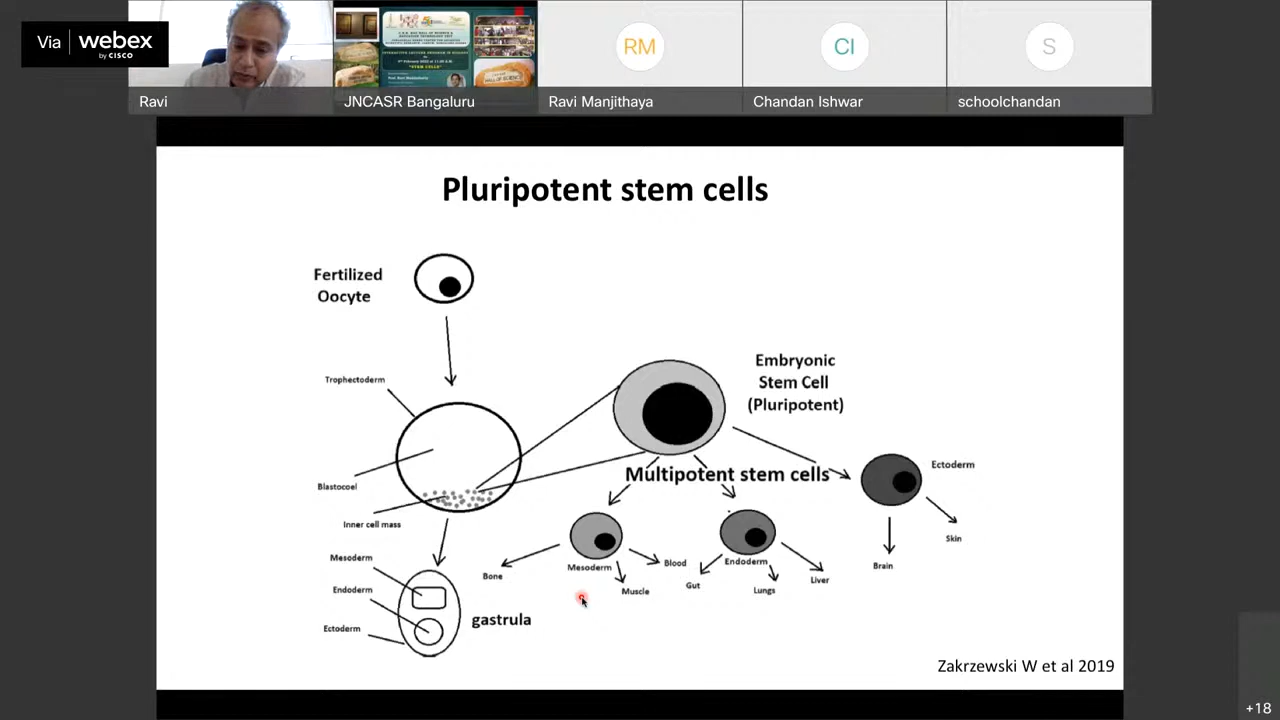 Via webex
by CISCO
RM
CI
S
Ravi
JNCASR Bangaluru
Ravi Manjithaya
Chandan Ishwar
schoolchandan
"STEM CELLS"
Pluripotent stem cells
Fertilized
Oocyte
Trophectoderm
Blastocoel
Inner cell mass
Embryonic
Stem Cell
(Pluripotent)
Multipotent stem cells
Ectoderm
Skin
Brain
Mesoderm
Bone
Blood
Muscle
Endoderm
Gut
Lungs
Liver
Mesoderm
Endoderm
Ectoderm
gastrula
Zakrzewski W et al 2019
+18